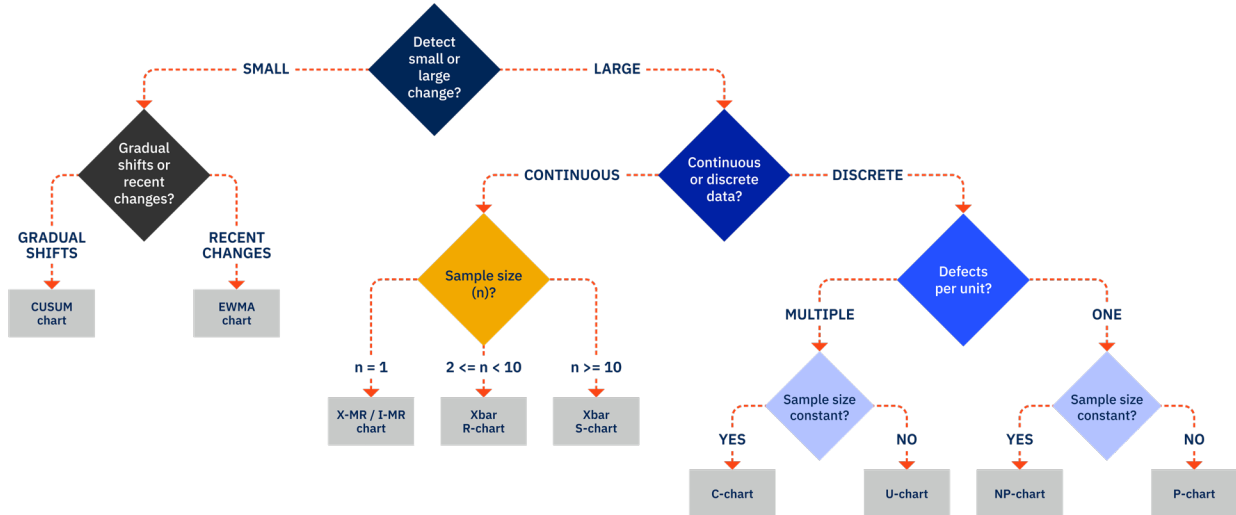 Detect
small or
large
change?
SMALL
LARGE
Gradual
shifts or
recent
changes?
Continuous
or discrete
data?
CONTINUOUS
DISCRETE
GRADUAL
SHIFTS
RECENT
CHANGES
Sample size
(n)?
Defects
per unit?
CUSUM
chart
EWMA
chart
MULTIPLE
ONE
n = 1
2 <= n < 10
n >= 10
X-MR / I-MR
chart
Xbar
R-chart
Xbar
S-chart
Sample size
constant?
Sample size
constant?
YES
NO
YES
NO
C-chart
U-chart
NP-chart
P-chart